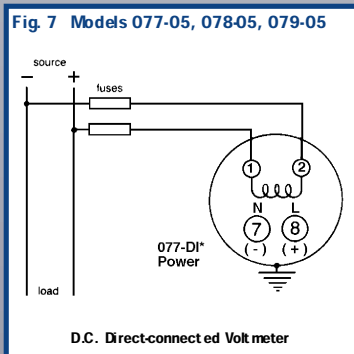 Fig. 7 Models 077-05, 078-05, 079-05
source
− +
fuses
1 2
N L
7 8
(-) (+)
077-DI*
Power
load
D.C. Direct-connected Voltmeter